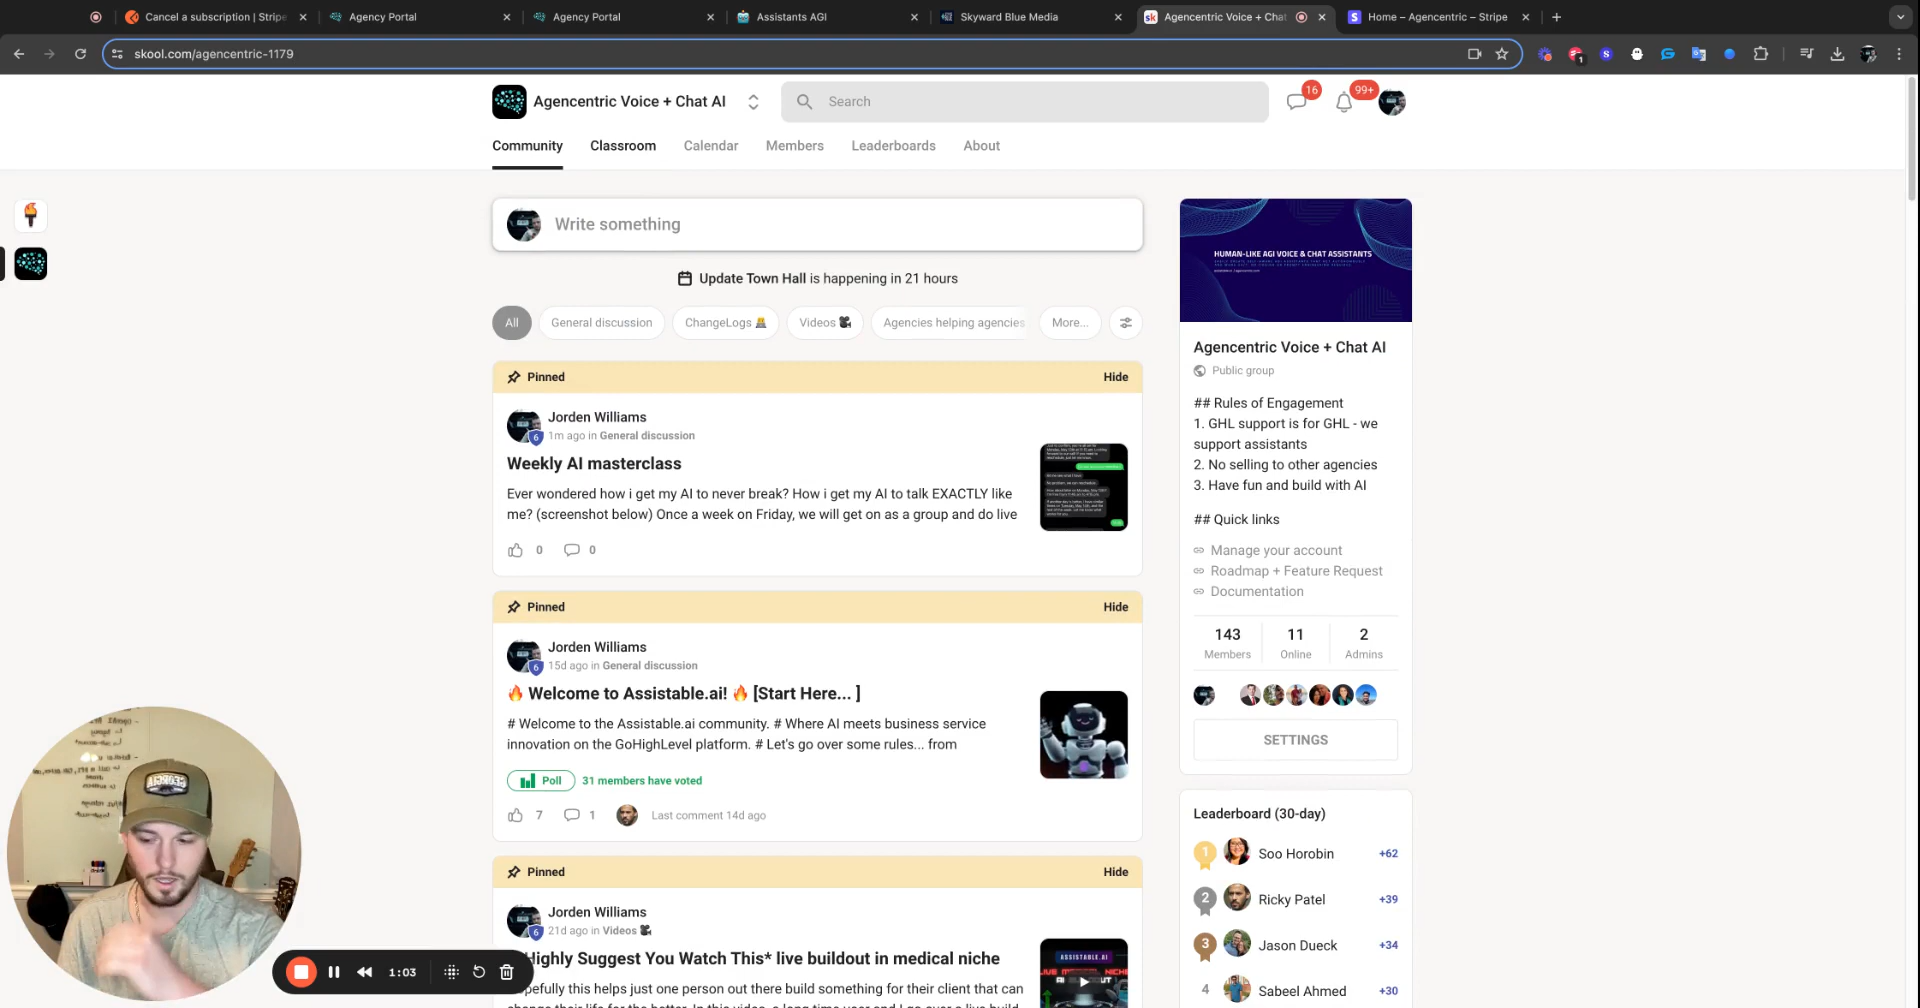 Cancel a subscription | Stripe
Agency Portal
Agency Portal
Assistants AGI
Skyward Blue Media
Agencentric Voice + Chat
Home – Agencentric – Stripe
skool.com/agencentric-1179
1
Agencentric Voice + Chat AI
Search
16
99+
Community
Classroom
Calendar
Members
Leaderboards
About
Write something
Update Town Hall is happening in 21 hours
All
General discussion
ChangeLogs
Videos
Agencies helping agencies
More...
Pinned
Hide
Jorden Williams
6
1m ago in General discussion
Weekly AI masterclass
Ever wondered how i get my AI to never break? How i get my AI to talk EXACTLY like
me? (screenshot below) Once a week on Friday, we will get on as a group and do live
0
0
Pinned
Hide
Jorden Williams
6
15d ago in General discussion
🔥 Welcome to Assistable.ai! 🔥 [Start Here... ]
# Welcome to the Assistable.ai community. # Where AI meets business service
innovation on the GoHighLevel platform. # Let's go over some rules... from
Poll
31 members have voted
7
1
Last comment 14d ago
Pinned
Hide
Jorden Williams
6
21d ago in Videos
Highly Suggest You Watch This* live buildout in medical niche
pefully this helps just one person out there build something for their client that can
ASSISTABLE.AI
HUMAN-LIKE AGI VOICE & CHAT ASSISTANTS
Agencentric Voice + Chat AI
Public group
## Rules of Engagement
1. GHL support is for GHL - we
support assistants
2. No selling to other agencies
3. Have fun and build with AI
## Quick links
Manage your account
Roadmap + Feature Request
Documentation
143
Members
11
Online
2
Admins
SETTINGS
Leaderboard (30-day)
1
Soo Horobin
+62
2
Ricky Patel
+39
3
Jason Dueck
+34
4
Sabeel Ahmed
+30
GEORGIA
1:03